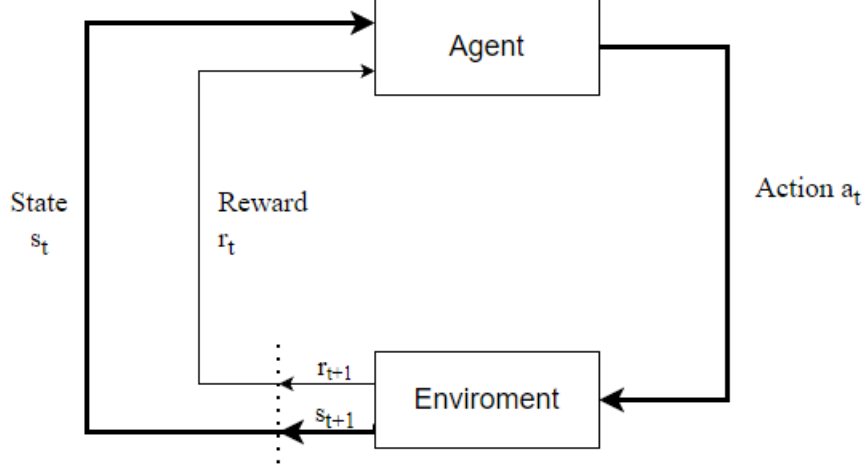 Agent
State
s_t
Reward
r_t
Action a_t
r_{t+1}
s_{t+1}
Enviroment